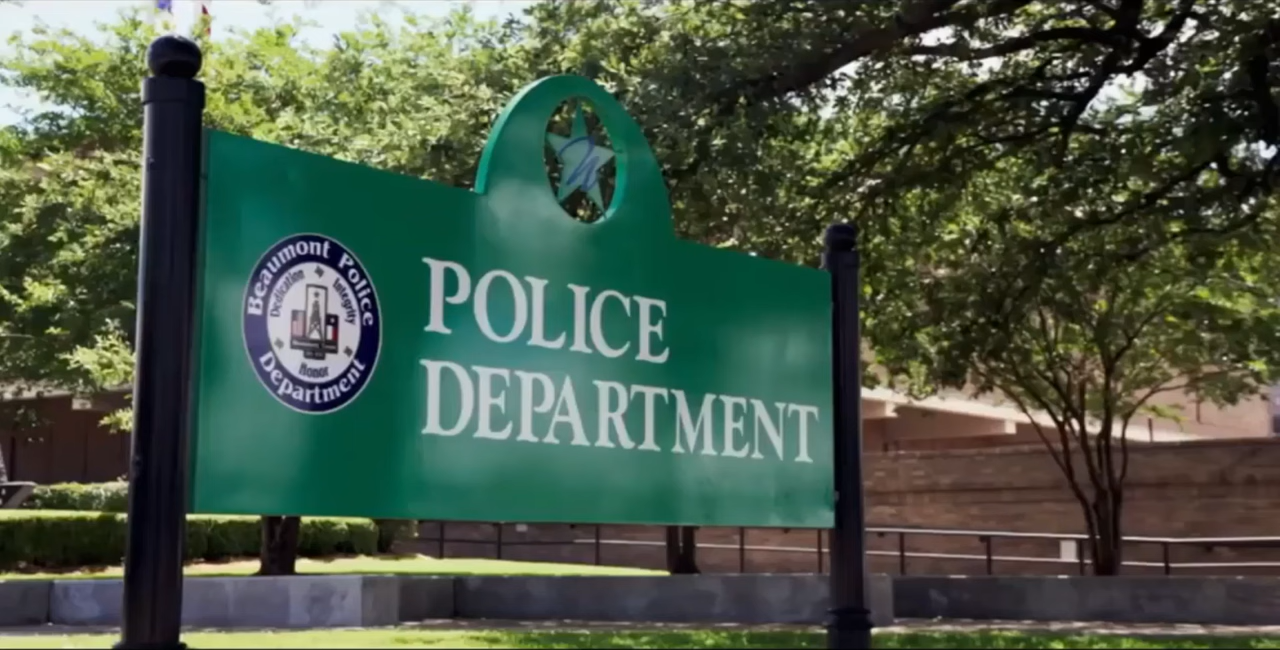 Beaumont Police
Dedication
Integrity
Honor
Department
POLICE
DEPARTMENT